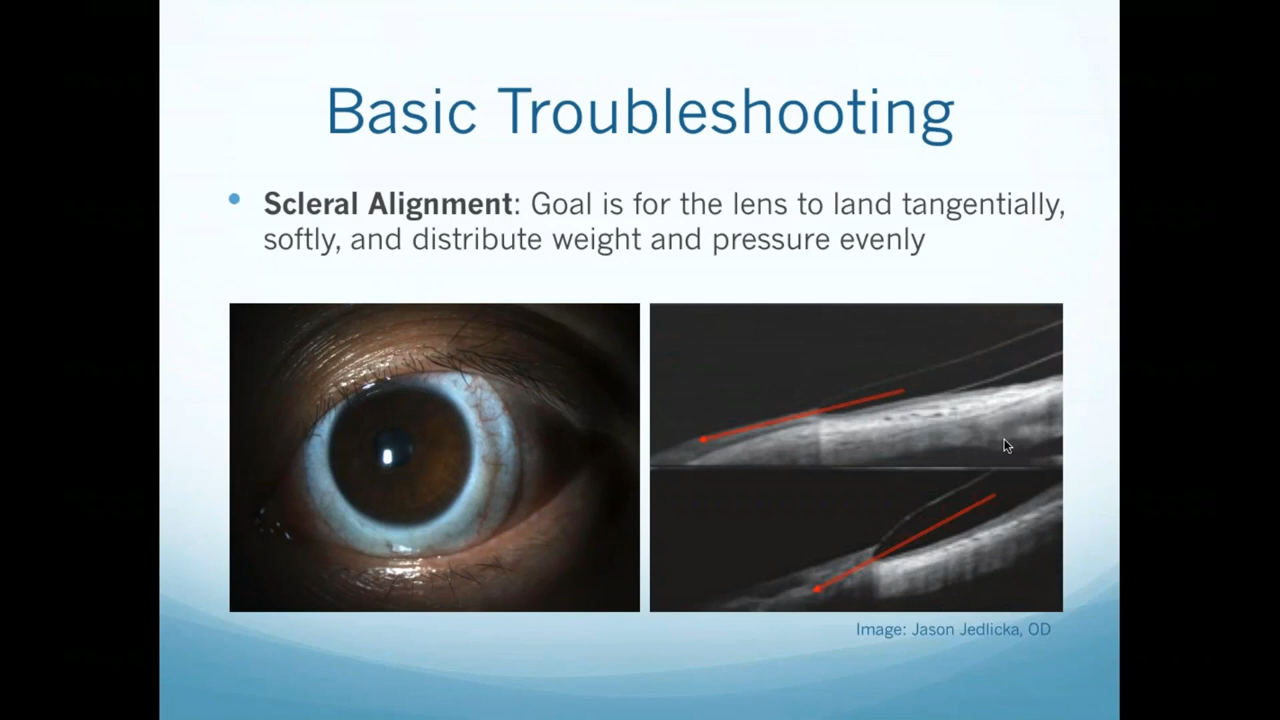 Basic Troubleshooting
Scleral Alignment: Goal is for the lens to land tangentially,
softly, and distribute weight and pressure evenly
Image: Jason Jedlicka, OD